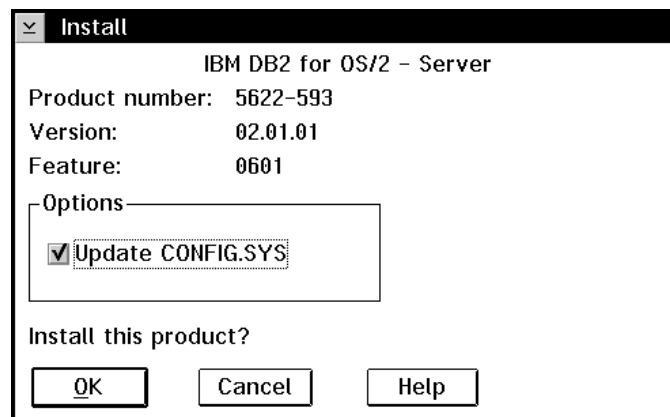 Install
IBM DB2 for OS/2 - Server
Product number: 5622-593
Version: 02.01.01
Feature: 0601
Options
Update CONFIG.SYS
Install this product?
OK Cancel Help